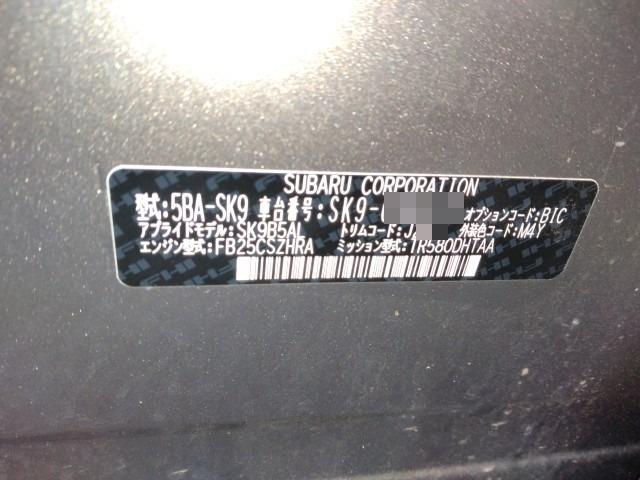 SUBARU CORPORATION
型式:5BA-SK9 車台番号:SK9- オプションコード:BIC
アプライドモデル:SK9B5AL トリムコード:J 外装色コード:M4Y
エンジン型式:FB25CSZHRA ミッション型式:TR580DHTAA